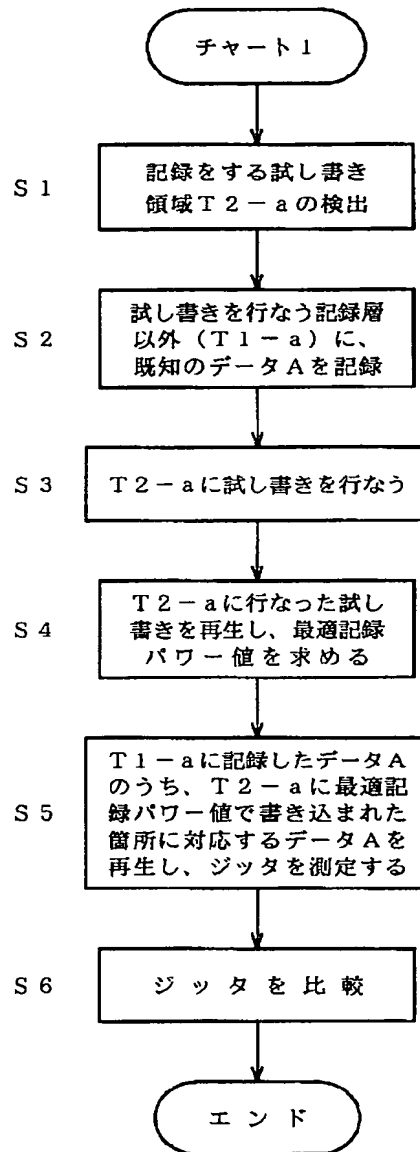 チャート1
S1
記録をする試し書き
領域T2-aの検出
S2
試し書きを行なう記録層
以外(T1-a)に、
既知のデータAを記録
S3
T2-aに試し書きを行なう
S4
T2-aに行なった試し
書きを再生し、最適記録
パワー値を求める
S5
T1-aに記録したデータA
のうち、T2-aに最適記
録パワー値で書き込まれた
箇所に対応するデータAを
再生し、ジッタを測定する
S6
ジッタを比較
エンド